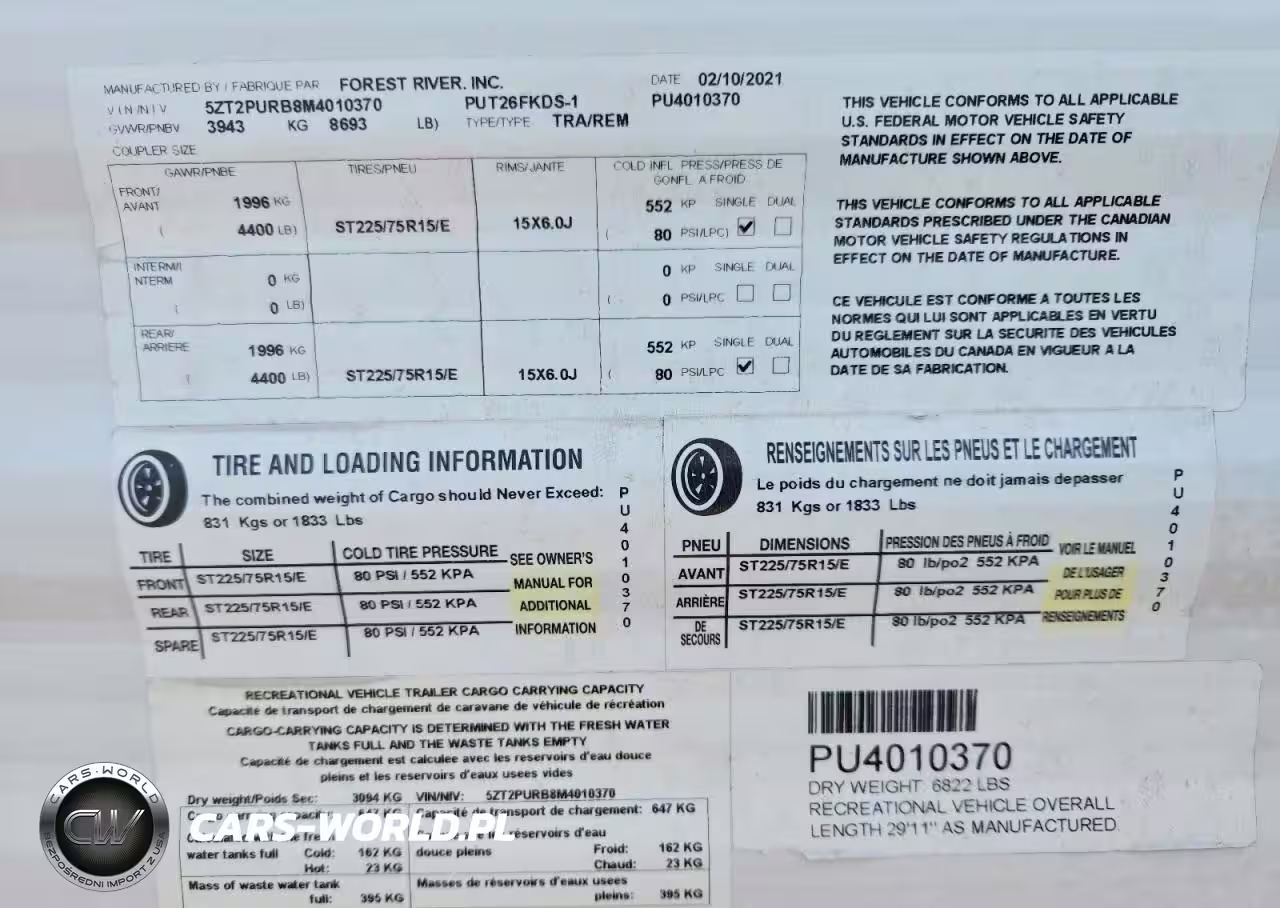 MANUFACTURED BY / FABRIQUE PAR FOREST RIVER, INC. DATE 02/10/2021
VIN/NIV 5ZT2PURB8M4010370 PUT26FKDS-1 PU4010370
GVWR/PNBV 3943 KG 8693 LB) TYPE/TYPE TRA/REM
COUPLER SIZE
GAWR/PNBE TIRES/PNEU RIMS/JANTE COLD INFL PRESS/PRESS DE
GONFL A FROID
FRONT/
AVANT 1996 KG 552 KP SINGLE DUAL
( 4400 LB) ST225/75R15/E 15X6.0J ( 80 PSI/LPC)
INTERM/I
NTERM 0 KG 0 KP SINGLE DUAL
( 0 LB) ( 0 PSI/LPC
REAR/
ARRIERE 1996 KG 552 KP SINGLE DUAL
( 4400 LB) ST225/75R15/E 15X6.0J ( 80 PSI/LPC
THIS VEHICLE CONFORMS TO ALL APPLICABLE
U.S. FEDERAL MOTOR VEHICLE SAFETY
STANDARDS IN EFFECT ON THE DATE OF
MANUFACTURE SHOWN ABOVE.
THIS VEHICLE CONFORMS TO ALL APPLICABLE
STANDARDS PRESCRIBED UNDER THE CANADIAN
MOTOR VEHICLE SAFETY REGULATIONS IN
EFFECT ON THE DATE OF MANUFACTURE.
CE VEHICULE EST CONFORME A TOUTES LES
NORMES QUI LUI SONT APPLICABLES EN VERTU
DU REGLEMENT SUR LA SECURITE DES VEHICULES
AUTOMOBILES DU CANADA EN VIGUEUR A LA
DATE DE SA FABRICATION.
TIRE AND LOADING INFORMATION
The combined weight of Cargo should Never Exceed:
831 Kgs or 1833 Lbs
TIRE SIZE COLD TIRE PRESSURE
FRONT ST225/75R15/E 80 PSI / 552 KPA
REAR ST225/75R15/E 80 PSI / 552 KPA
SPARE ST225/75R15/E 80 PSI / 552 KPA
SEE OWNER'S
MANUAL FOR
ADDITIONAL
INFORMATION
PU4010370
RENSEIGNEMENTS SUR LES PNEUS ET LE CHARGEMENT
Le poids du chargement ne doit jamais depasser
831 Kgs or 1833 Lbs
PNEU DIMENSIONS PRESSION DES PNEUS À FROID
AVANT ST225/75R15/E 80 lb/po2 552 KPA
ARRIÈRE ST225/75R15/E 80 lb/po2 552 KPA
DE
SECOURS ST225/75R15/E 80 lb/po2 552 KPA
VOIR LE MANUEL
DE L'USAGER
POUR PLUS DE
RENSEIGNEMENTS
PU4010370
RECREATIONAL VEHICLE TRAILER CARGO CARRYING CAPACITY
Capacité de transport de chargement de caravane de véhicule de récréation
CARGO-CARRYING CAPACITY IS DETERMINED WITH THE FRESH WATER
TANKS FULL AND THE WASTE TANKS EMPTY
Capacité de chargement est calculee avec les reservoirs d'eau douce
pleins et les reservoirs d'eaux usees vides
Dry weight/Poids Sec: 3094 KG VIN/NIV: 5ZT2PURB8M4010370
Capacité de transport de chargement: 647 KG
réservoirs d'eau
water tanks full Cold: 162 KG douce pleins Froid: 162 KG
Hot: 23 KG Chaud: 23 KG
Mass of waste water tank Masses de réservoirs d'eaux usees
full: 395 KG pleins: 395 KG
PU4010370
DRY WEIGHT: 6822 LBS
RECREATIONAL VEHICLE OVERALL
LENGTH 29'11" AS MANUFACTURED
CARS-WORLD
CW
BEZPOŚREDNI IMPORT Z USA
CARS-WORLD.PL